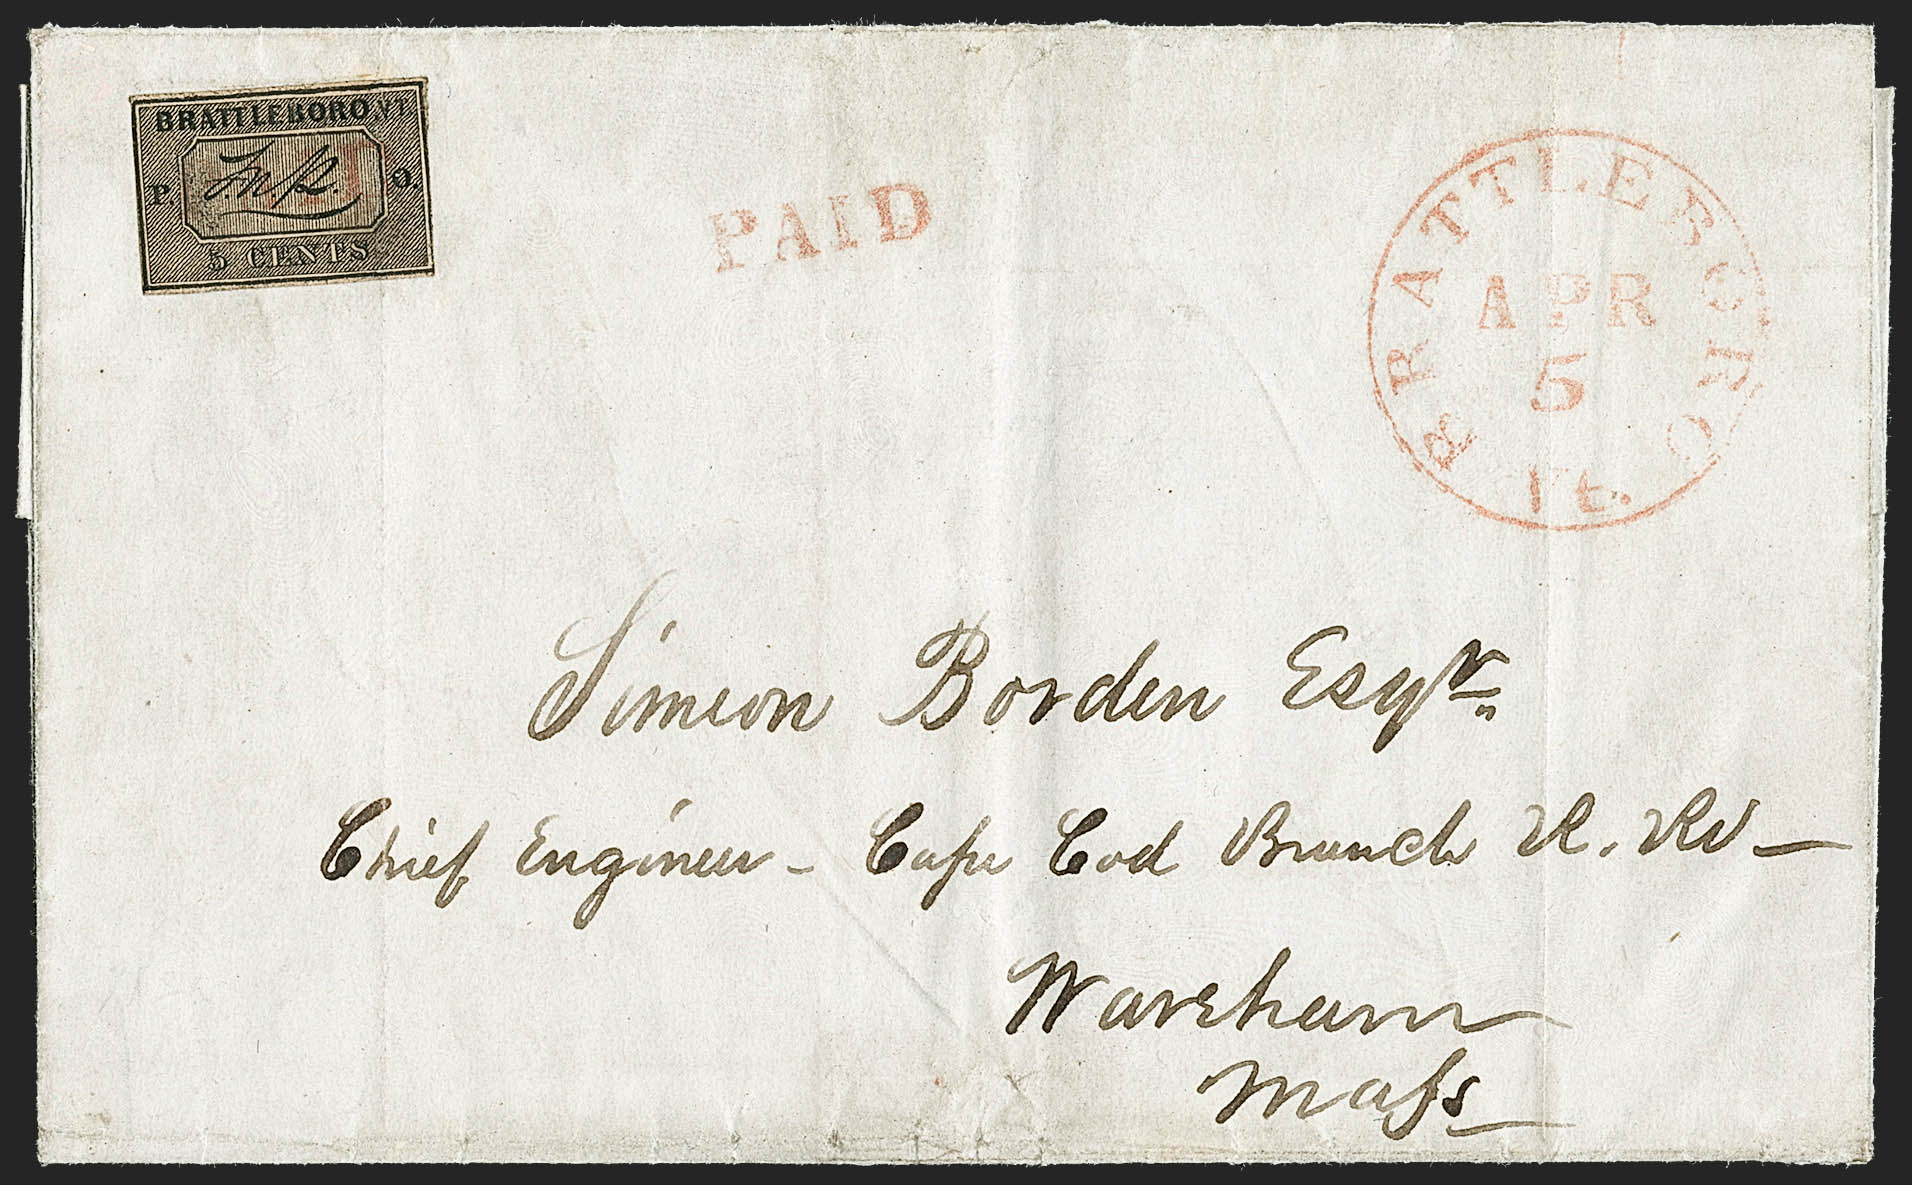 BRATTLEBORO, VT.
P. F.N.P. O.
5 CENTS
PAID
BRATTLEBORO
APR
5
Vt.
Simeon Borden Esqr.
Chief Engineer - Cape Cod Branch R. Rd —
Wareham
Mass